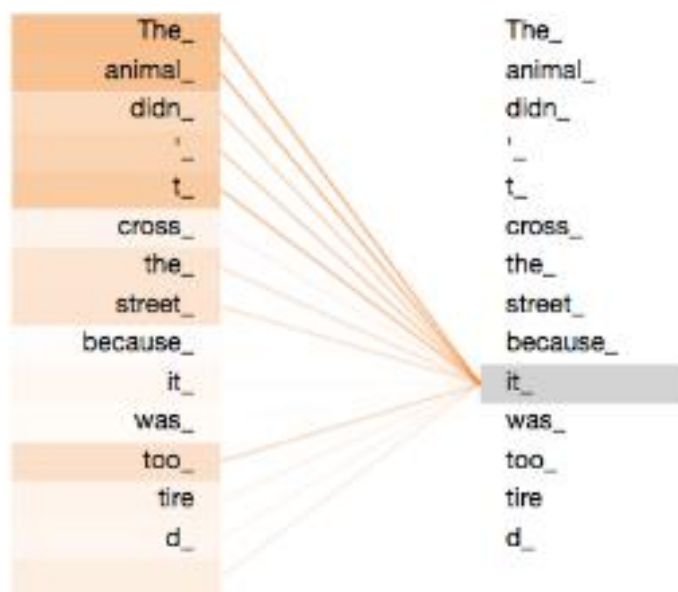 The_ The_
animal_ animal_
didn_ didn_
'_ '_
t_ t_
cross_ cross_
the_ the_
street_ street_
because_ because_
it_ it_
was_ was_
too_ too_
tire tire
d_ d_